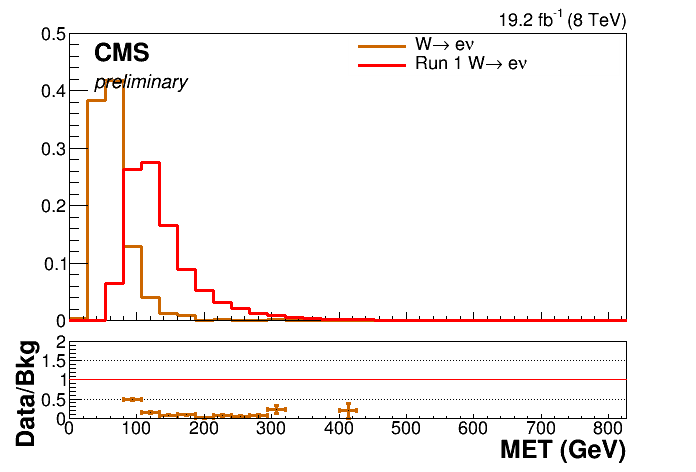 19.2 fb⁻¹ (8 TeV)
CMS
preliminary
W→ eν
Run 1 W→ eν
0.5
0.4
0.3
0.2
0.1
0
Data/Bkg
2
1.5
1
0.5
0
0 100 200 300 400 500 600 700 800
MET (GeV)